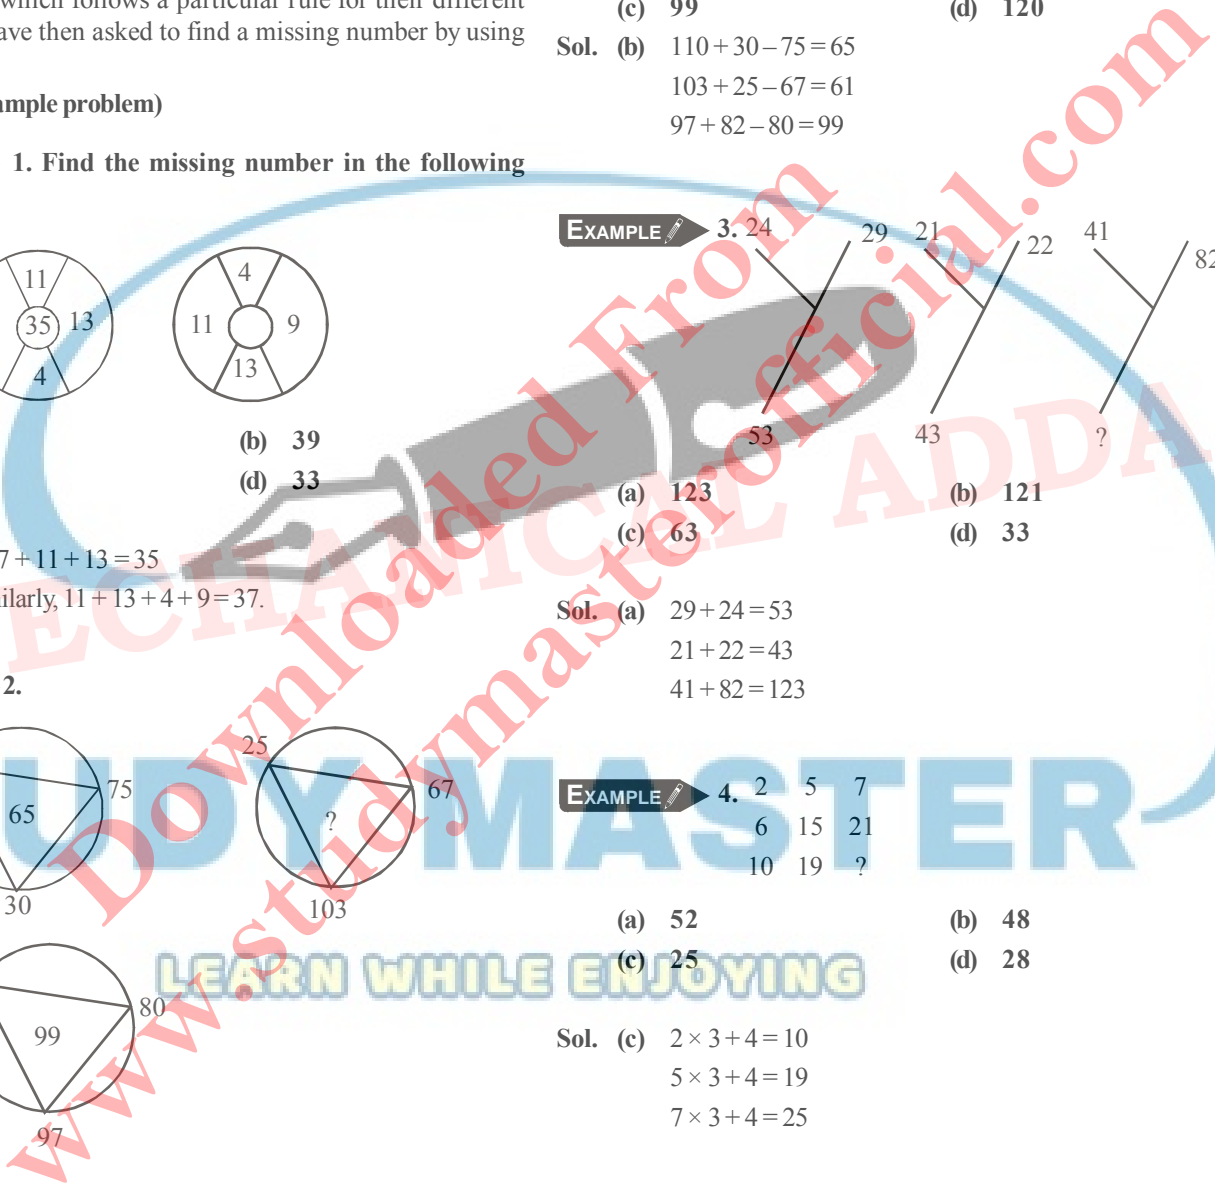 which follows a particular rule for their different
ave then asked to find a missing number by using
ample problem)
1. Find the missing number in the following
11
35 13
4
4
11 9
13
(b) 39
(d) 33
7 + 11 + 13 = 35
nilarly, 11 + 13 + 4 + 9 = 37.
2.
75
65
30
25
67
?
103
80
99
97
(c) 99 (d) 120
Sol. (b) 110 + 30 – 75 = 65
103 + 25 – 67 = 61
97 + 82 – 80 = 99
EXAMPLE 3. 24 29 21 22 41 82
53 43 ?
(a) 123 (b) 121
(c) 63 (d) 33
Sol. (a) 29 + 24 = 53
21 + 22 = 43
41 + 82 = 123
EXAMPLE 4. 2 5 7
6 15 21
10 19 ?
(a) 52 (b) 48
(c) 25 (d) 28
Sol. (c) 2 × 3 + 4 = 10
5 × 3 + 4 = 19
7 × 3 + 4 = 25
Downloaded From
www.studymasterofficial.com
ECHANICAL ADDA
UDY MASTER
LEARN WHILE ENJOYING